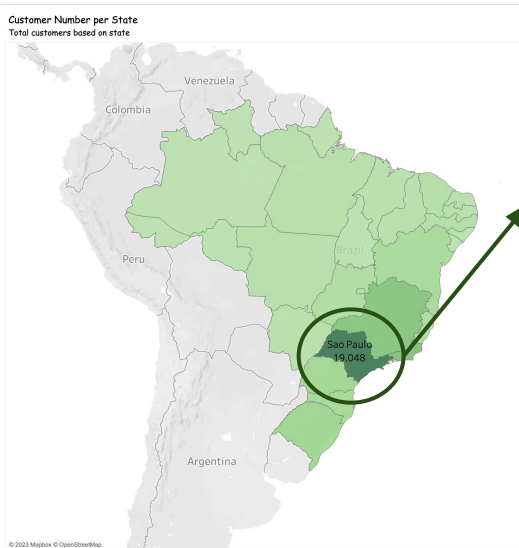 Customer Number per State
Total customers based on state
Venezuela
Colombia
Brazil
Peru
Sao Paulo
19,048
Argentina
© 2023 Mapbox © OpenStreetMap